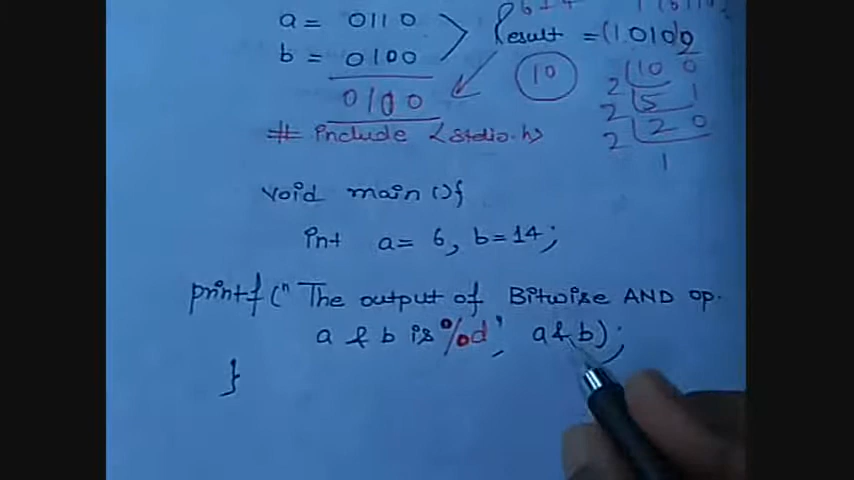 a = 0110
b = 0100
Result = (1010)2
0100
10
2 10 0
2 5 1
2 2 0
1
# include <stdio.h>
void main (){
int a= 6, b=14;
printf(" The output of Bitwise AND op.
a & b is %d", a&b);
}